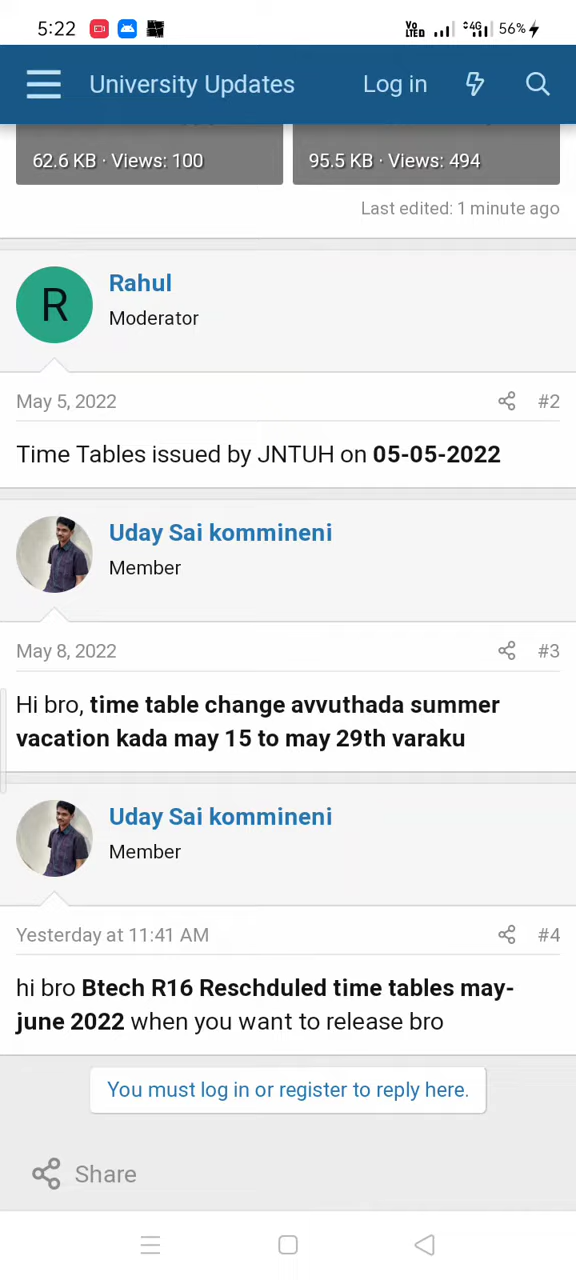 5:22 Vo LTED 4G 56%
University Updates Log in
62.6 KB · Views: 100 95.5 KB · Views: 494
Last edited: 1 minute ago
R Rahul
Moderator
May 5, 2022 #2
Time Tables issued by JNTUH on 05-05-2022
Uday Sai kommineni
Member
May 8, 2022 #3
Hi bro, time table change avvuthada summer
vacation kada may 15 to may 29th varaku
Uday Sai kommineni
Member
Yesterday at 11:41 AM #4
hi bro Btech R16 Reschduled time tables may-
june 2022 when you want to release bro
You must log in or register to reply here.
Share